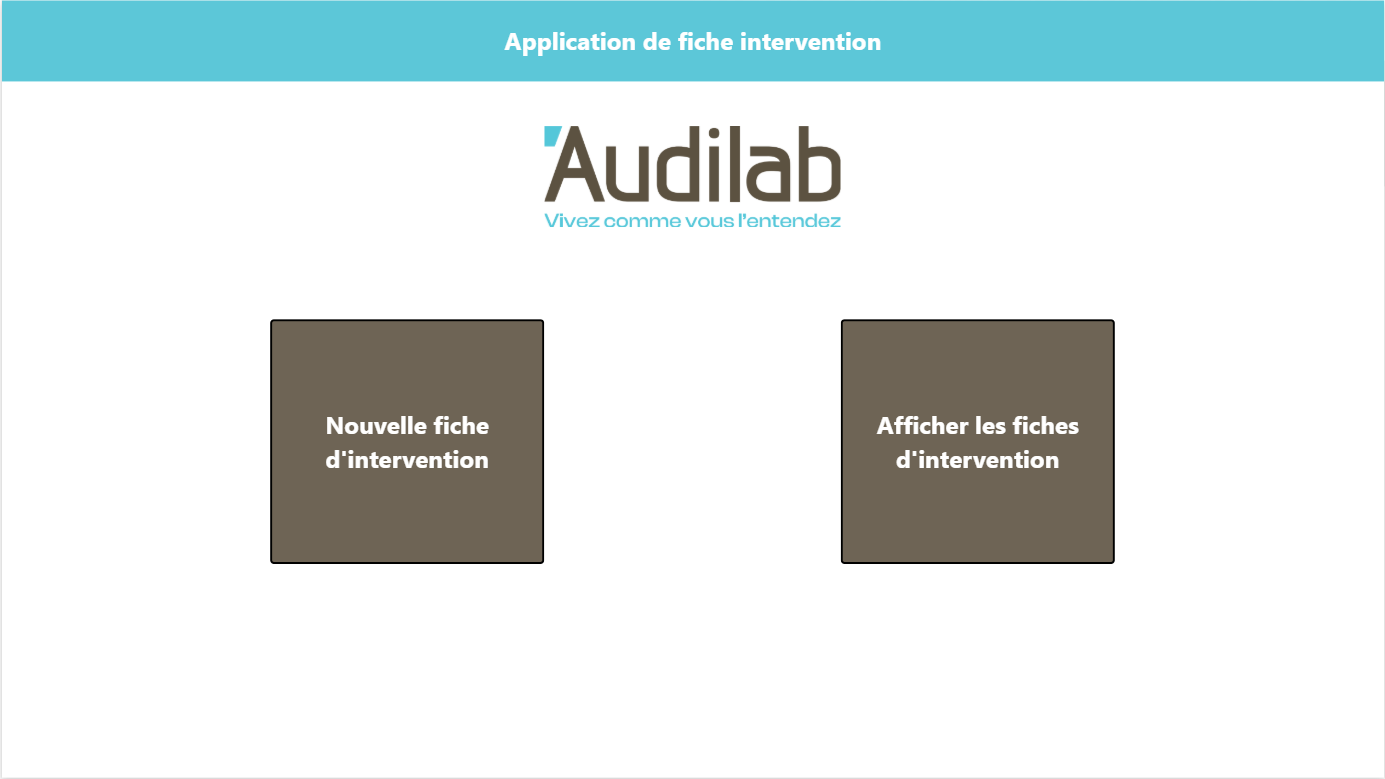 Application de fiche intervention
Audilab
Vivez comme vous l'entendez
Nouvelle fiche
d'intervention
Afficher les fiches
d'intervention